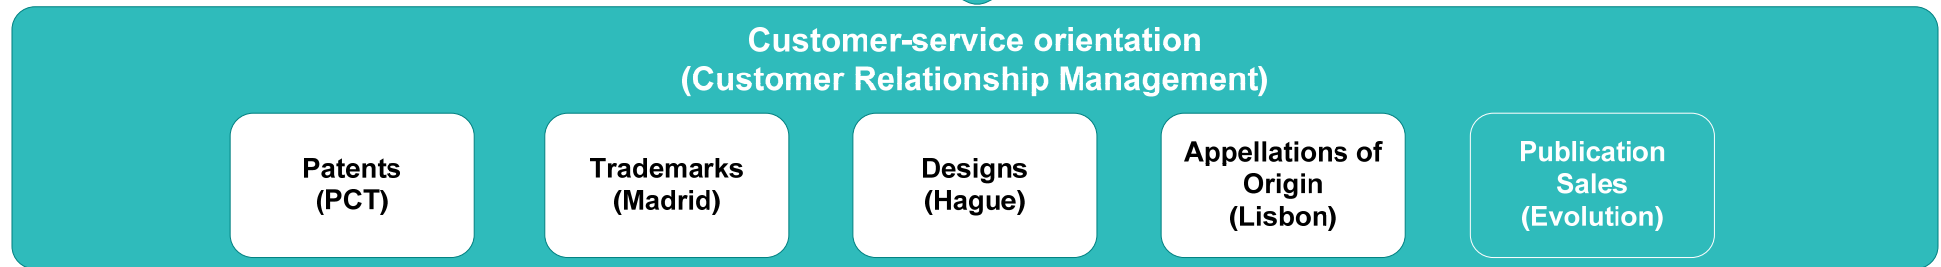 Customer-service orientation
(Customer Relationship Management)
Patents
(PCT)
Trademarks
(Madrid)
Designs
(Hague)
Appellations of
Origin
(Lisbon)
Publication
Sales
(Evolution)